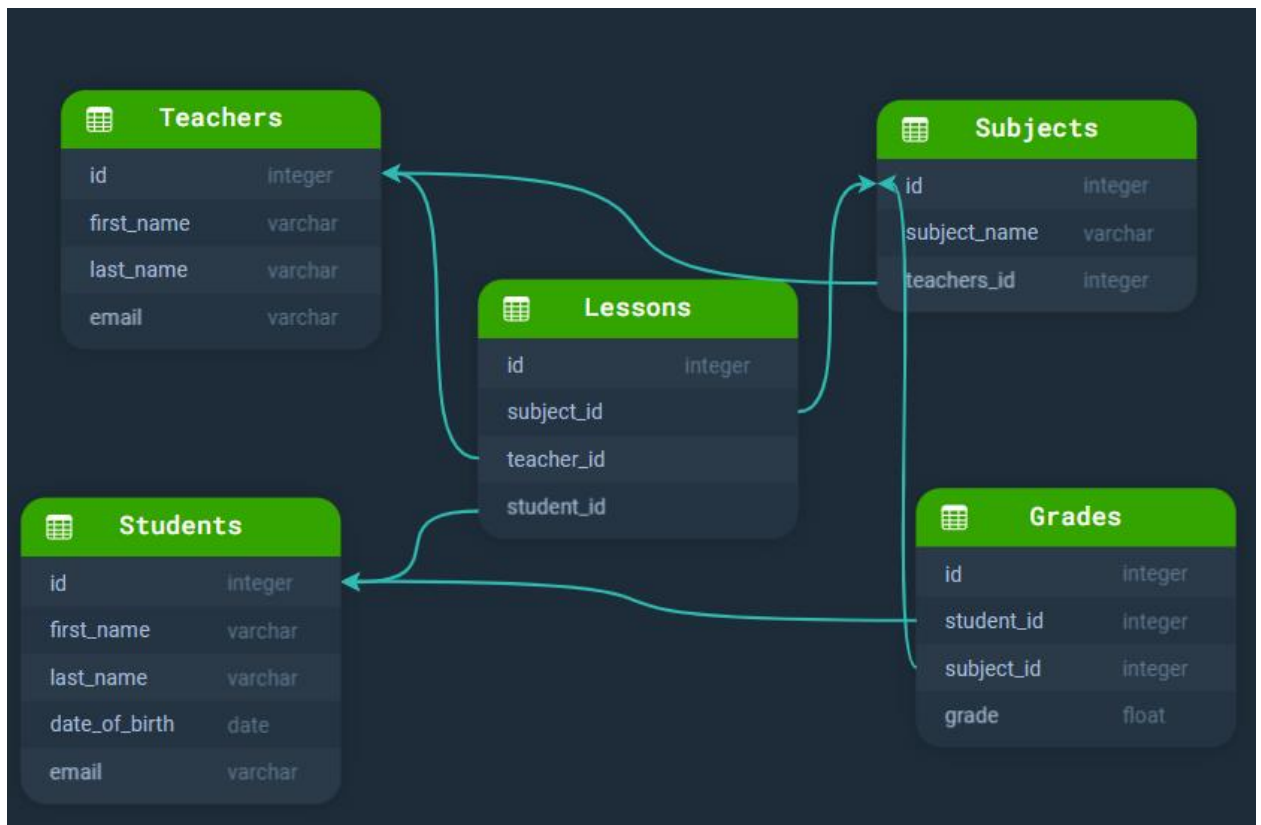 Teachers
id integer
first_name varchar
last_name varchar
email varchar
Subjects
id integer
subject_name varchar
teachers_id integer
Lessons
id integer
subject_id
teacher_id
student_id
Students
id integer
first_name varchar
last_name varchar
date_of_birth date
email varchar
Grades
id integer
student_id integer
subject_id integer
grade float